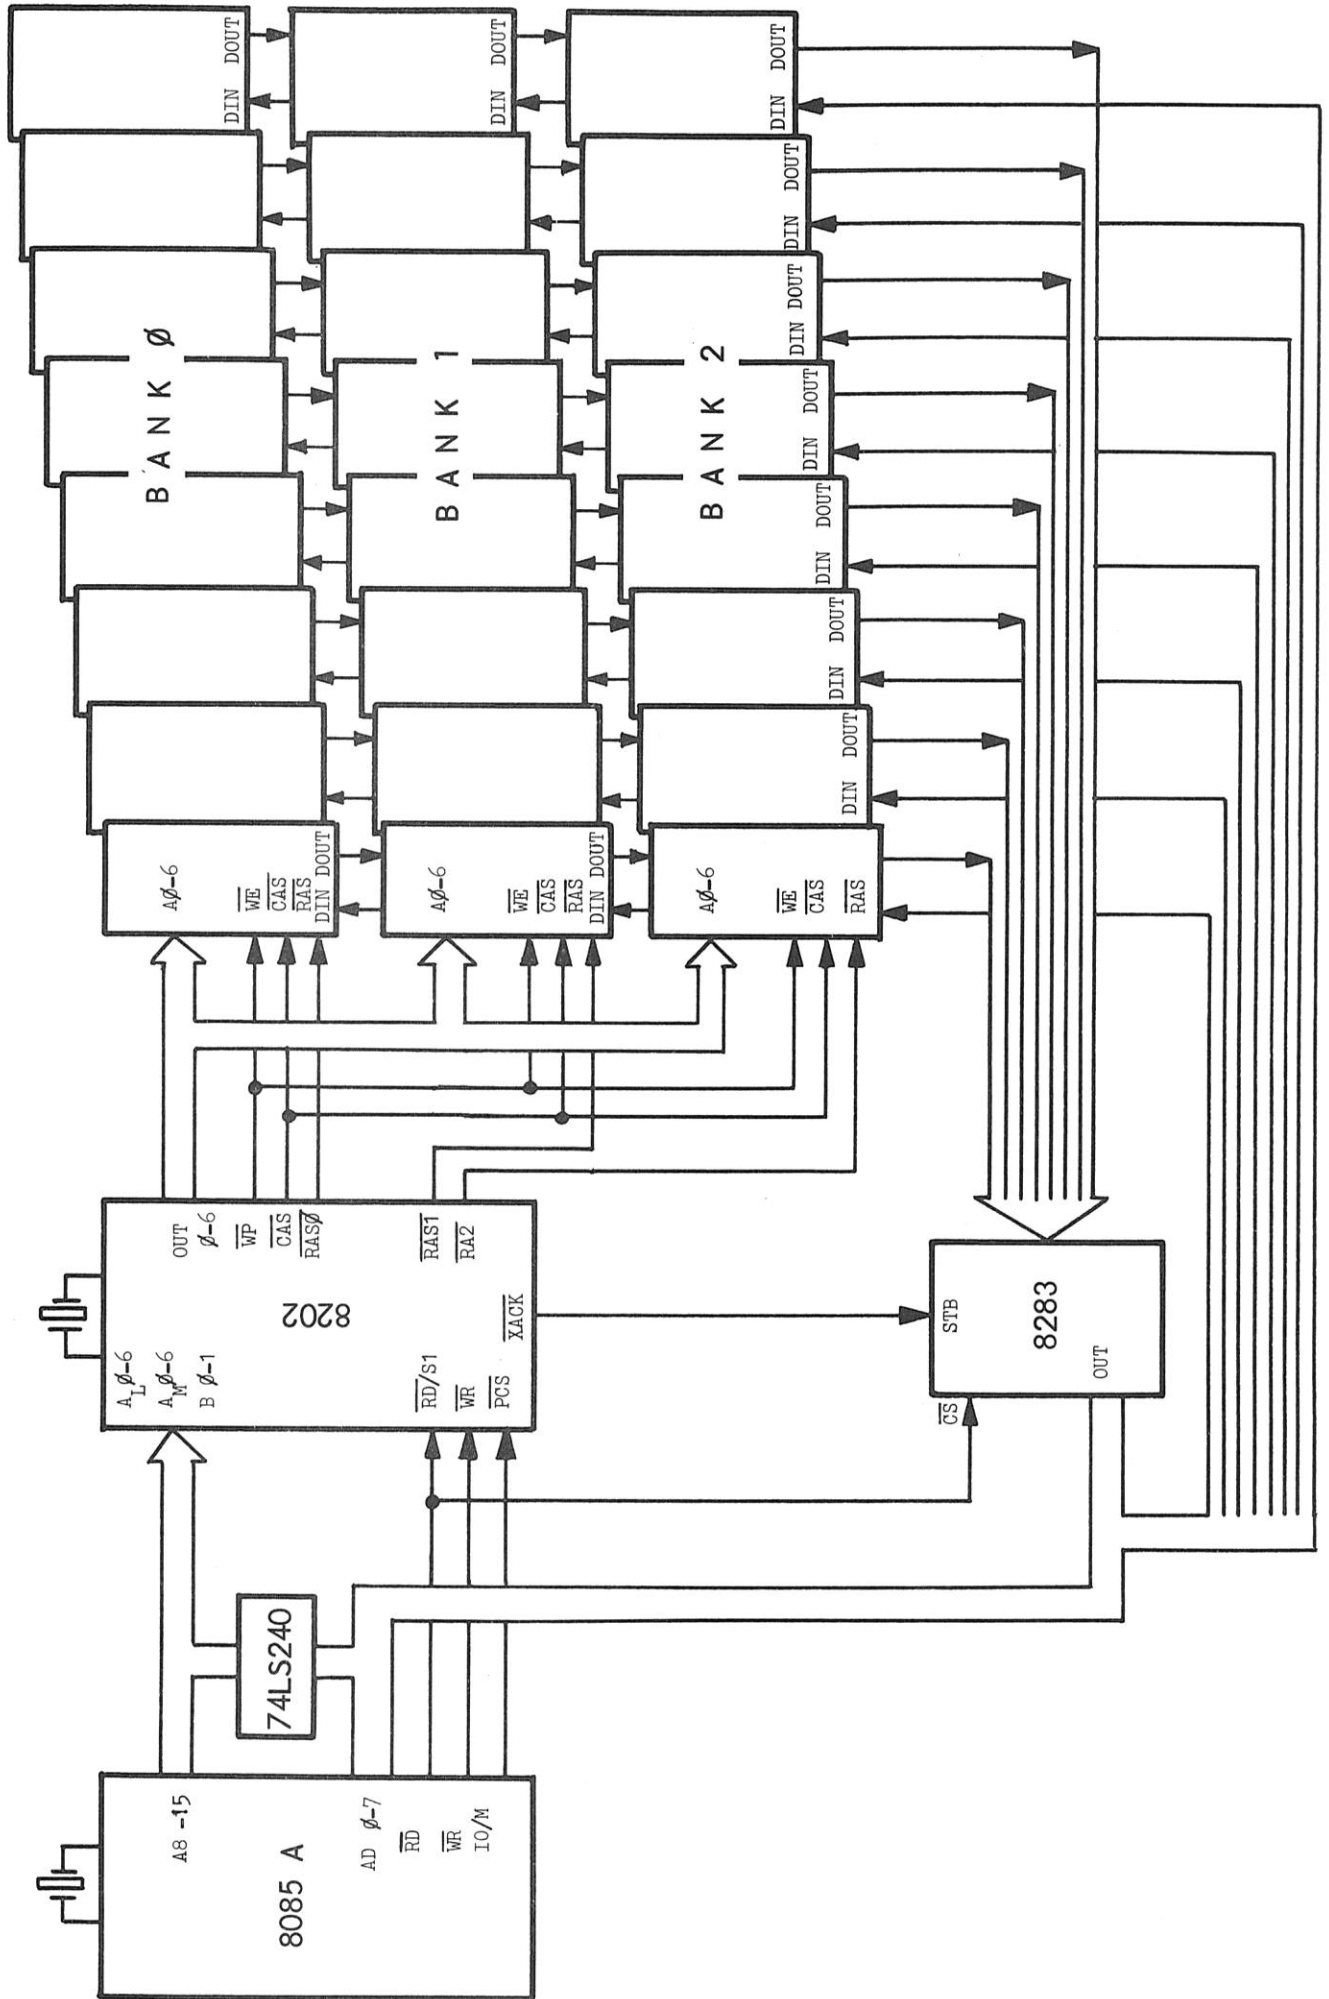 8085 A
A8 -15
AD Ø-7
RD
WR
IO/M
74LS240
8202
A L Ø-6
A M Ø-6
B Ø-1
RD/S1
WR
PCS
OUT
Ø-6
WP
CAS
RASØ
RAS1
RA2
XACK
8283
STB
CS
OUT
BANK Ø
AØ-6
WE
CAS
RAS
DIN DOUT
DIN DOUT
BANK 1
AØ-6
WE
CAS
RAS
DIN DOUT
DIN DOUT
BANK 2
AØ-6
WE
CAS
RAS
DIN DOUT
DIN DOUT
DIN DOUT
DIN DOUT
DIN DOUT
DIN DOUT
DIN DOUT